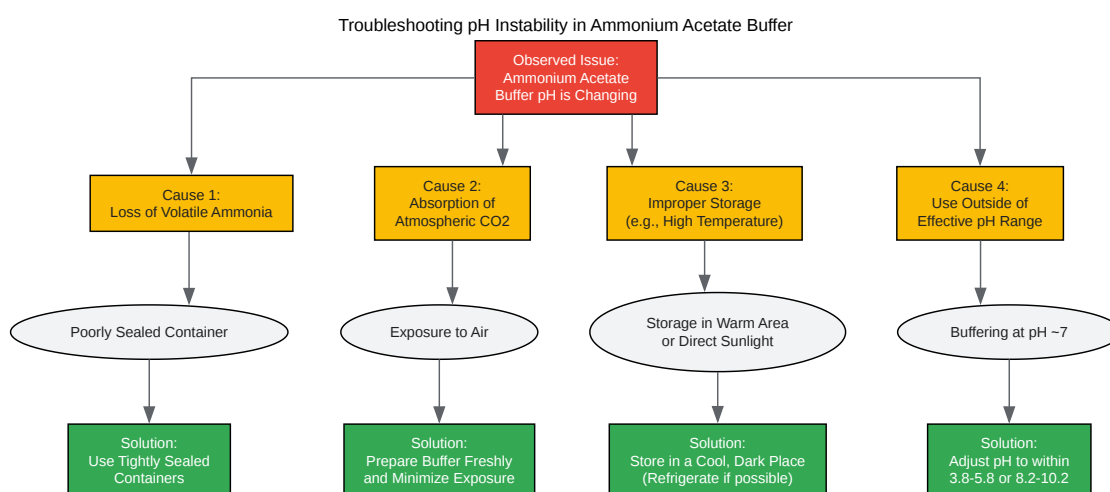 Troubleshooting pH Instability in Ammonium Acetate Buffer
Observed Issue:
Ammonium Acetate
Buffer pH is Changing
Cause 1:
Loss of Volatile Ammonia
Cause 2:
Absorption of
Atmospheric CO2
Cause 3:
Improper Storage
(e.g., High Temperature)
Cause 4:
Use Outside of
Effective pH Range
Poorly Sealed Container
Exposure to Air
Storage in Warm Area
or Direct Sunlight
Buffering at pH ~7
Solution:
Use Tightly Sealed
Containers
Solution:
Prepare Buffer Freshly
and Minimize Exposure
Solution:
Store in a Cool, Dark Place
(Refrigerate if possible)
Solution:
Adjust pH to within
3.8-5.8 or 8.2-10.2